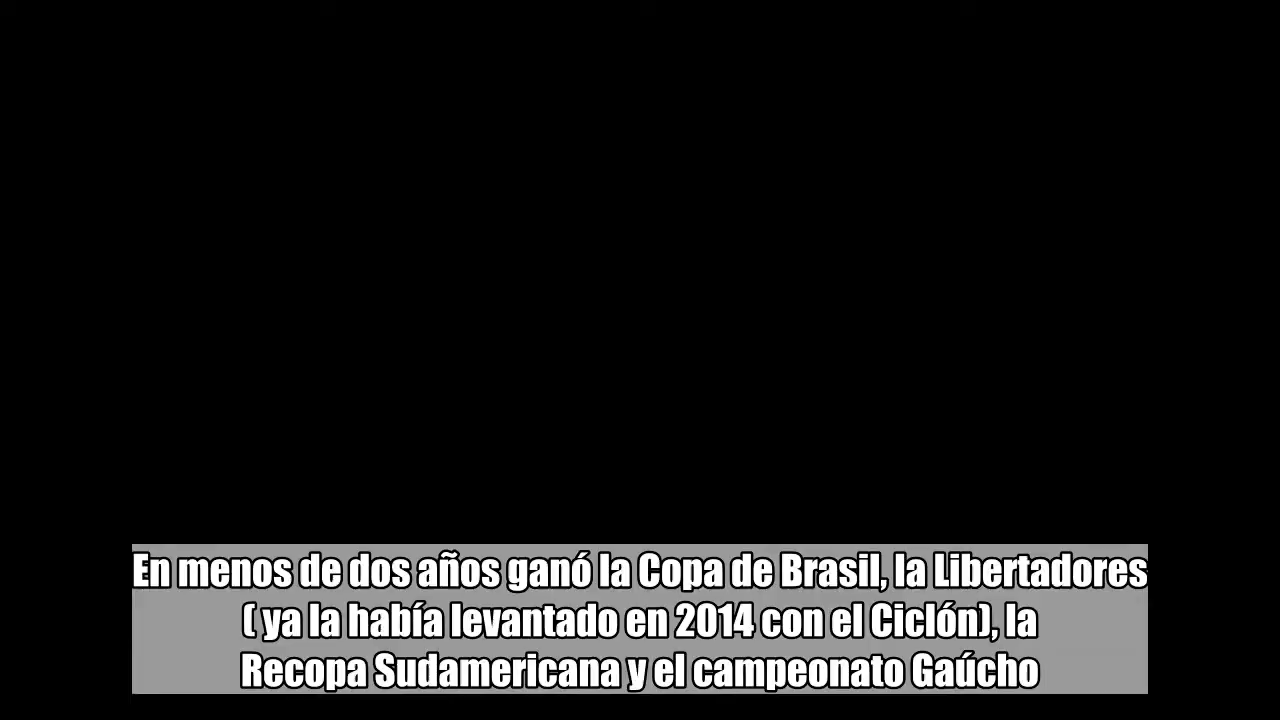 En menos de dos años ganó la Copa de Brasil, la Libertadores
( ya la había levantado en 2014 con el Ciclón), la
Recopa Sudamericana y el campeonato Gaúcho